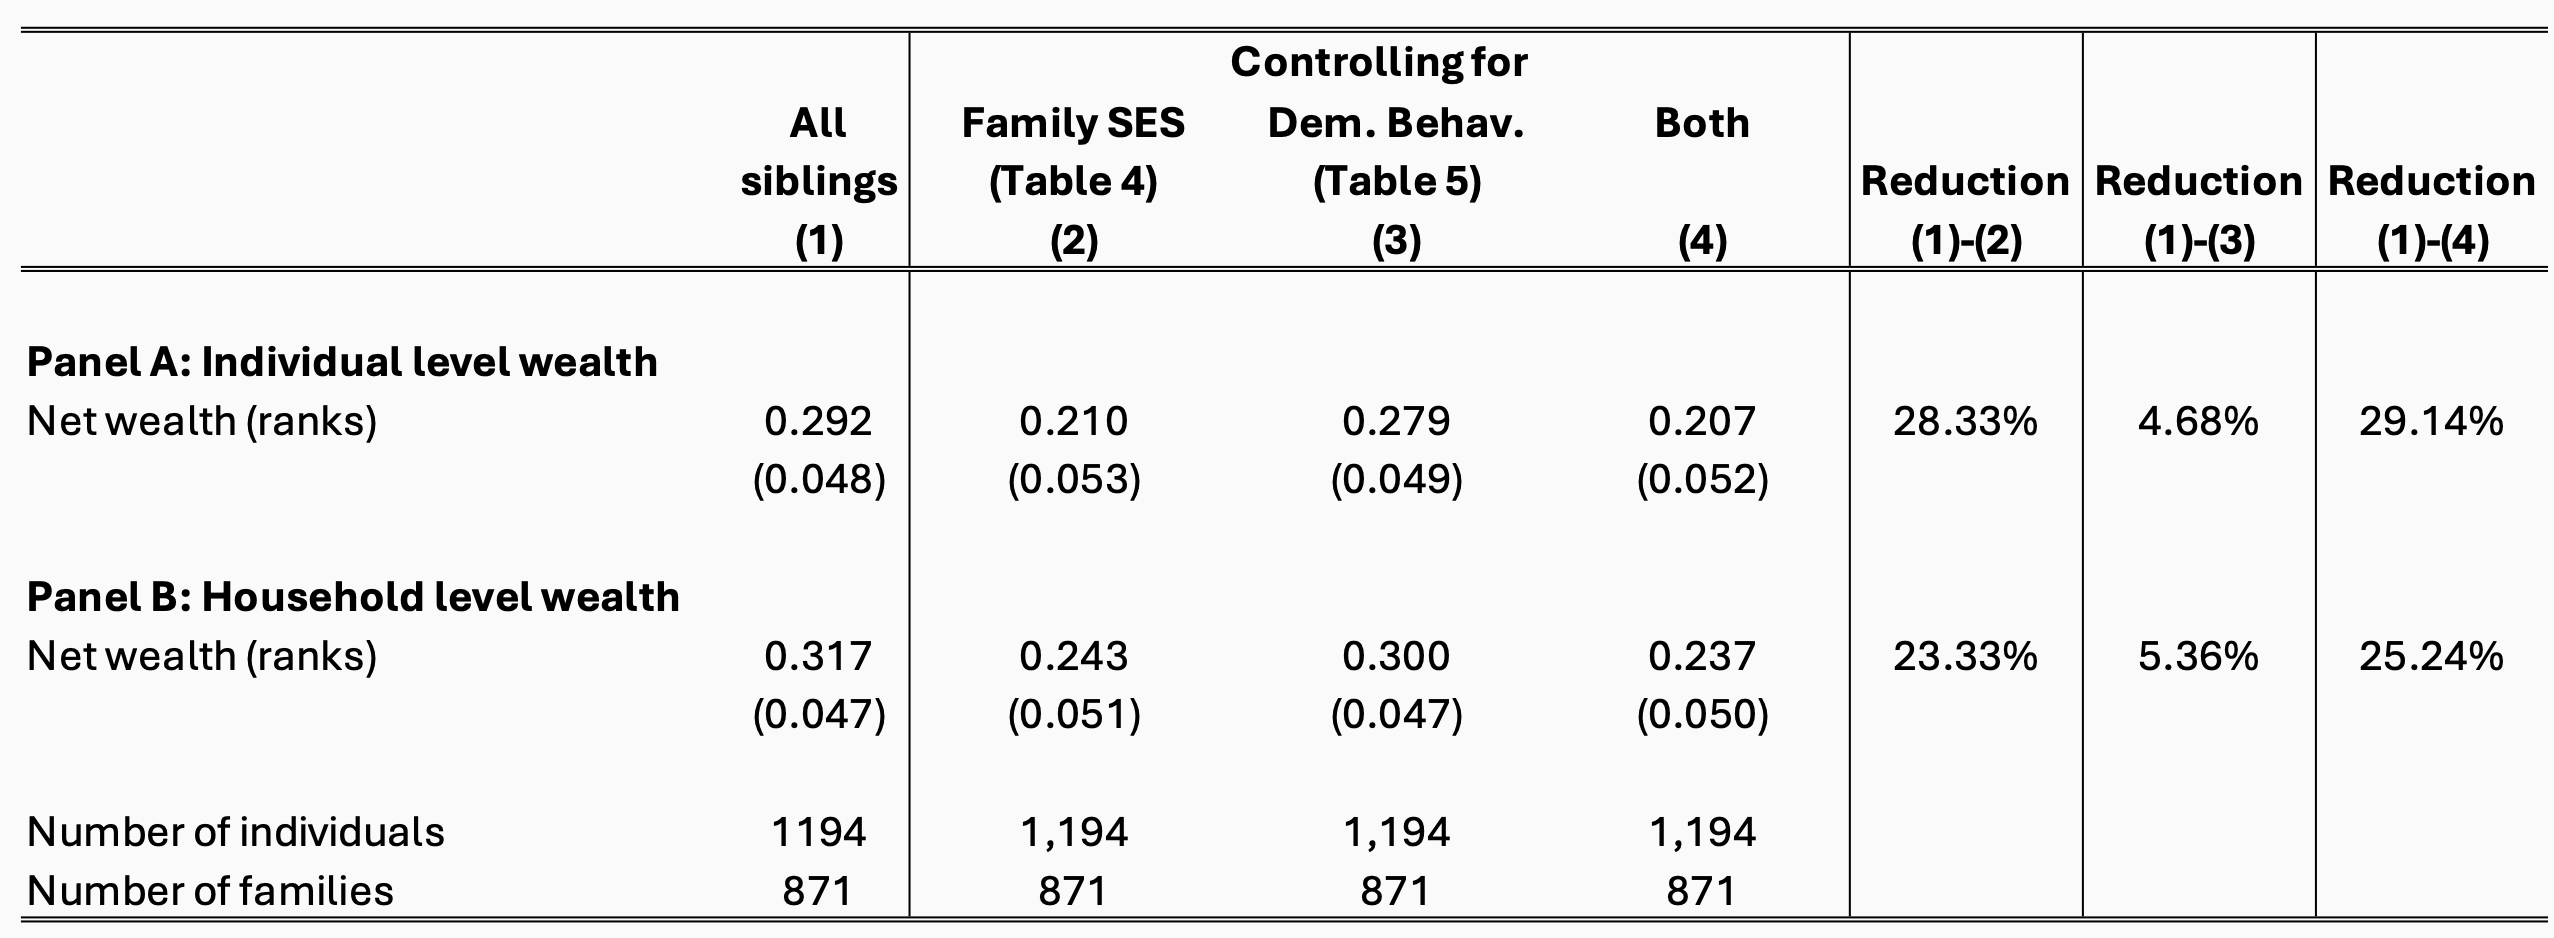 Controlling for
All Family SES Dem. Behav. Both
siblings (Table 4) (Table 5) Reduction Reduction Reduction
(1) (2) (3) (4) (1)-(2) (1)-(3) (1)-(4)
Panel A: Individual level wealth
Net wealth (ranks) 0.292 0.210 0.279 0.207 28.33% 4.68% 29.14%
(0.048) (0.053) (0.049) (0.052)
Panel B: Household level wealth
Net wealth (ranks) 0.317 0.243 0.300 0.237 23.33% 5.36% 25.24%
(0.047) (0.051) (0.047) (0.050)
Number of individuals 1194 1,194 1,194 1,194
Number of families 871 871 871 871